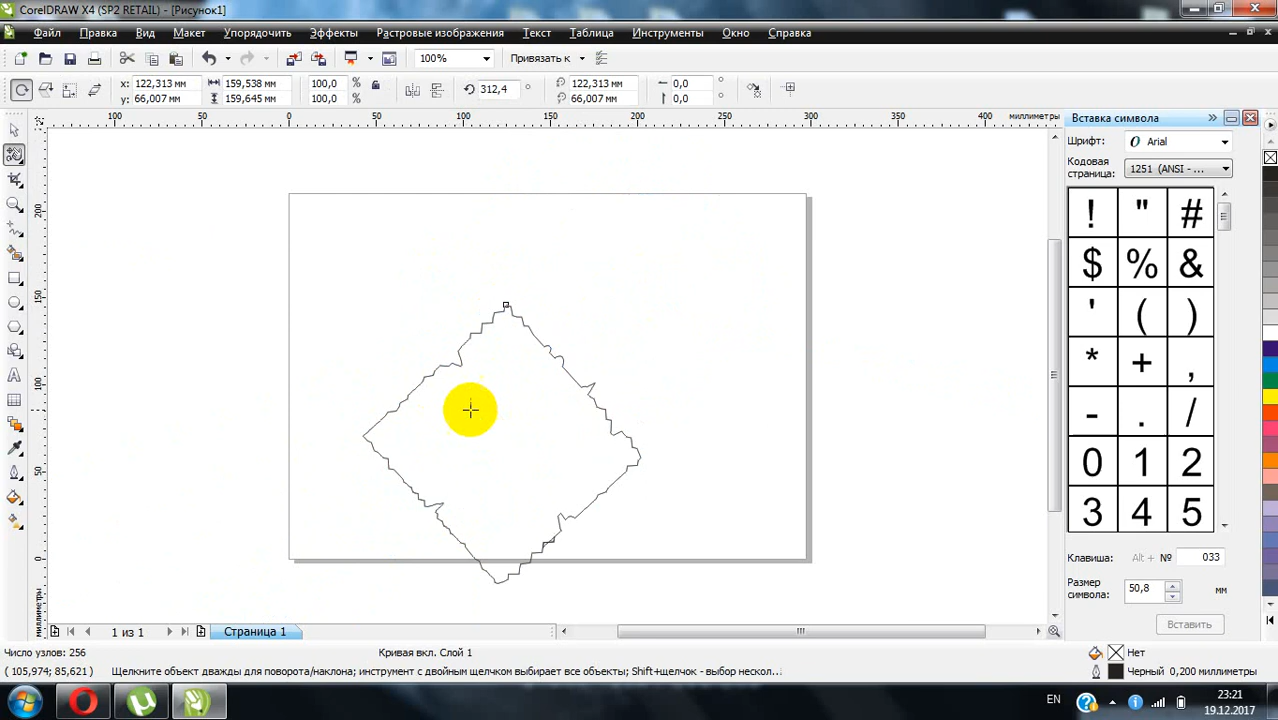 CorelDRAW X4 (SP2 RETAIL) - [Рисунок1]
Файл Правка Вид Макет Упорядочить Эффекты Растровые изображения Текст Таблица Инструменты Окно Справка
100% Привязать к
x: 122,313 мм 159,538 мм 100,0 % 312,4 ° 122,313 мм 0,0
y: 66,007 мм 159,645 мм 100,0 % 66,007 мм 0,0
100 50 0 50 100 150 200 250 300 350 400 миллиметры
200
150
100
50
0
миллиметры
Вставка символа
Шрифт: O Arial
Кодовая страница: 1251 (ANSI - ...
! " #
$ % &
' ( )
* + ,
- . /
0 1 2
3 4 5
Клавиша: Alt + № 033
Размер символа: 50,8 мм
Вставить
1 из 1 Страница 1
Число узлов: 256 Кривая вкл. Слой 1 Нет
( 105,974; 85,621 ) Щелкните объект дважды для поворота/наклона; инструмент с двойным щелчком выбирает все объекты; Shift+щелчок - выбор нескол... Черный 0,200 миллиметры
EN 23:21
19.12.2017